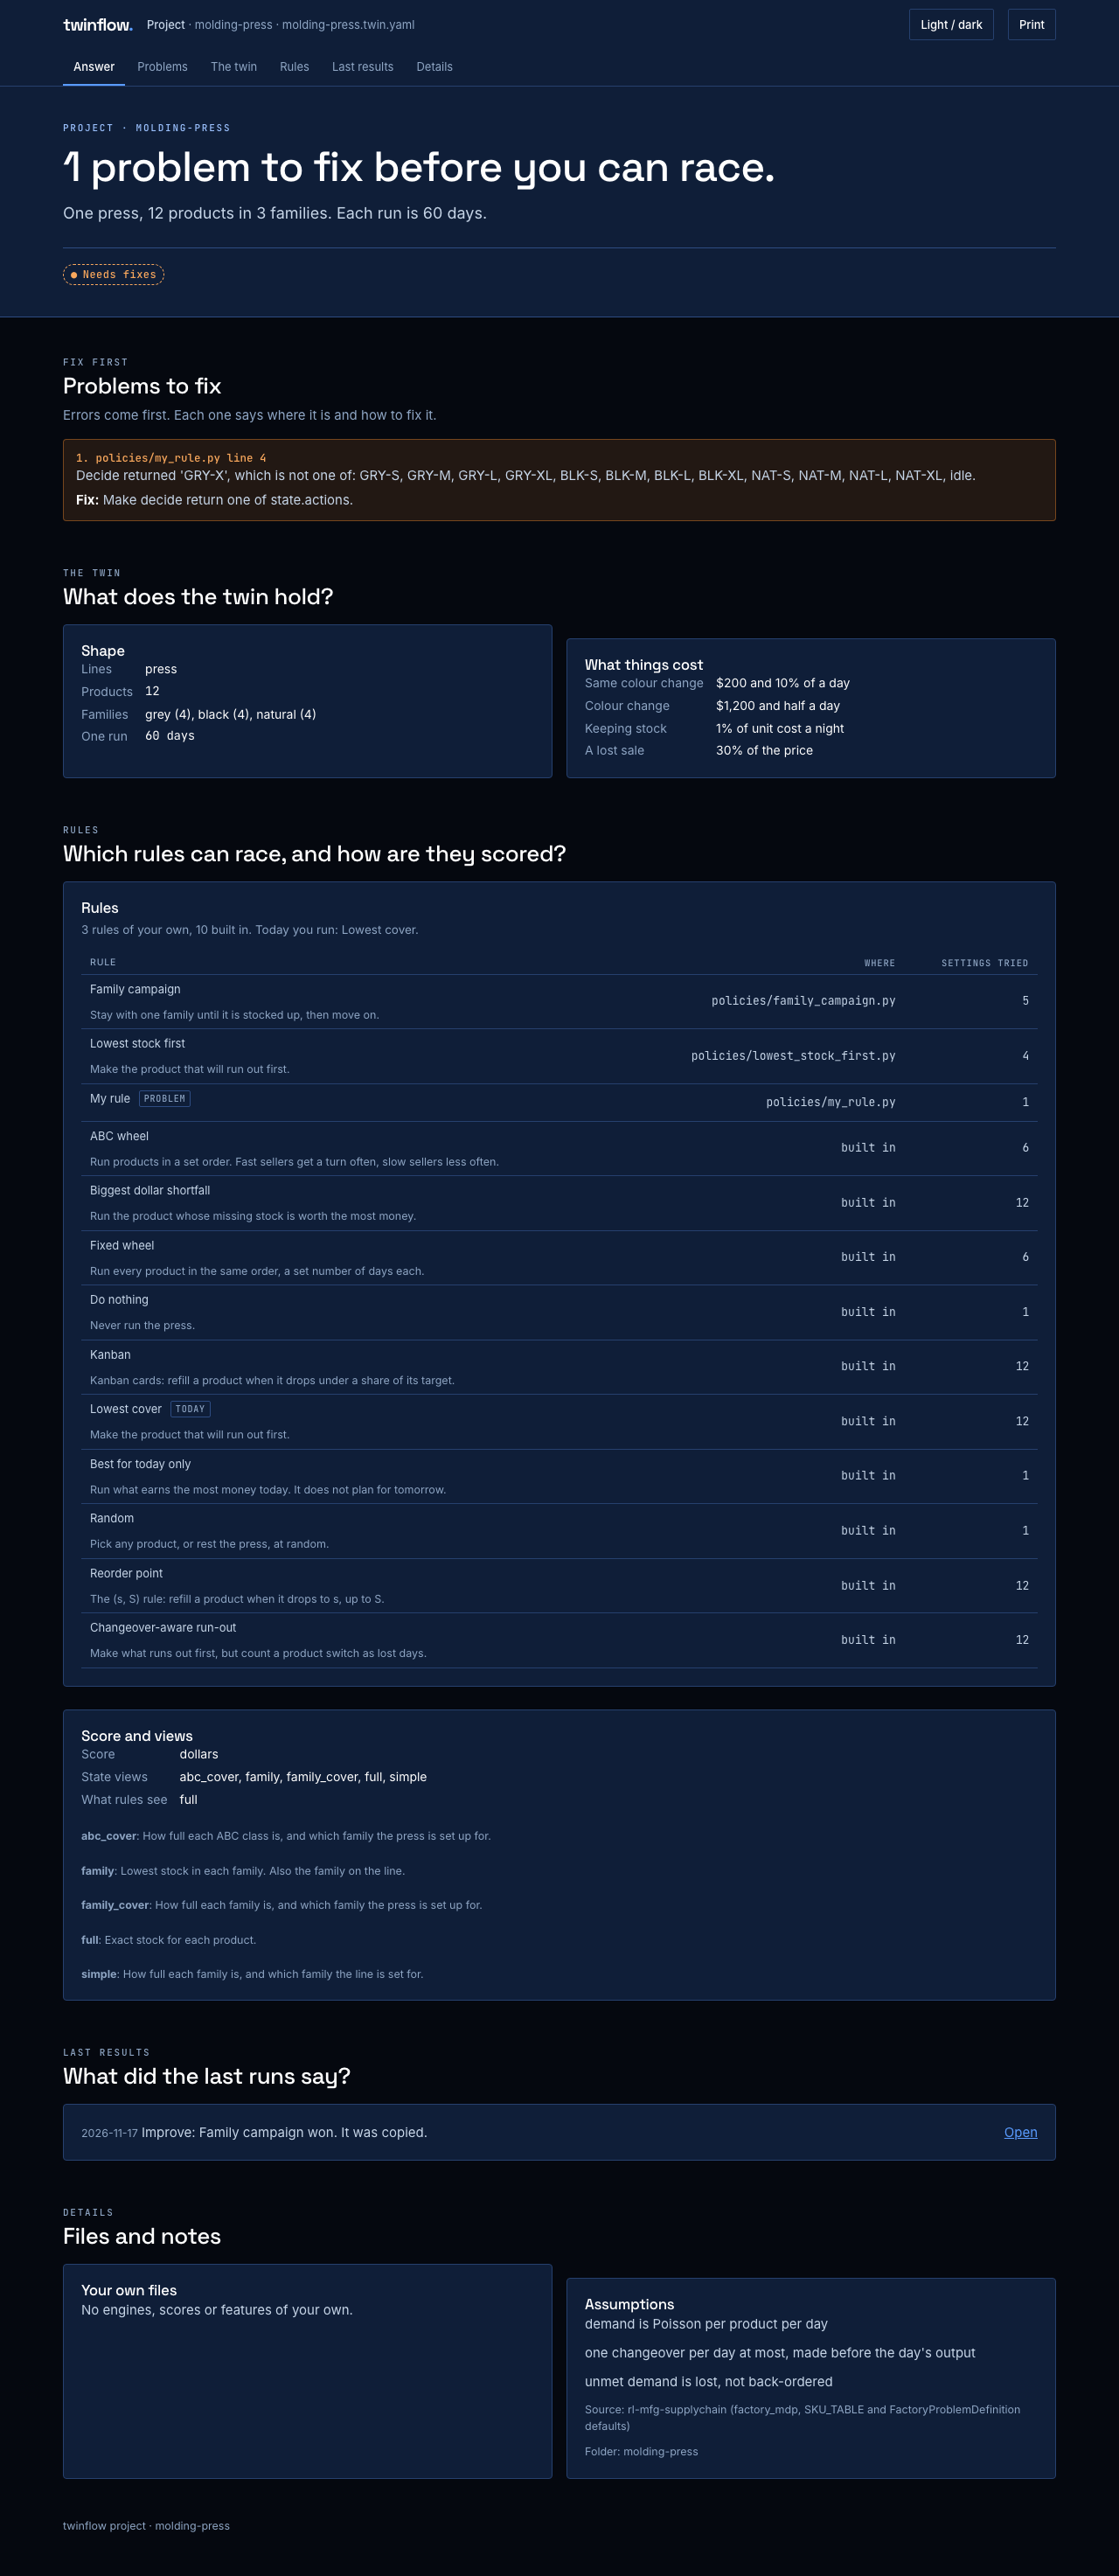 twinflow.
Project · molding-press · molding-press.twin.yaml
Light / dark
Print
Answer
Problems
The twin
Rules
Last results
Details
PROJECT · MOLDING-PRESS
1 problem to fix before you can race.
One press, 12 products in 3 families. Each run is 60 days.
Needs fixes
FIX FIRST
Problems to fix
Errors come first. Each one says where it is and how to fix it.
1. policies/my_rule.py line 4
Decide returned 'GRY-X', which is not one of: GRY-S, GRY-M, GRY-L, GRY-XL, BLK-S, BLK-M, BLK-L, BLK-XL, NAT-S, NAT-M, NAT-L, NAT-XL, idle.
Fix: Make decide return one of state.actions.
THE TWIN
What does the twin hold?
Shape
Lines press
Products 12
Families grey (4), black (4), natural (4)
One run 60 days
What things cost
Same colour change $200 and 10% of a day
Colour change $1,200 and half a day
Keeping stock 1% of unit cost a night
A lost sale 30% of the price
RULES
Which rules can race, and how are they scored?
Rules
3 rules of your own, 10 built in. Today you run: Lowest cover.
RULE WHERE SETTINGS TRIED
Family campaign
Stay with one family until it is stocked up, then move on.
policies/family_campaign.py 5
Lowest stock first
Make the product that will run out first.
policies/lowest_stock_first.py 4
My rule PROBLEM
policies/my_rule.py 1
ABC wheel
Run products in a set order. Fast sellers get a turn often, slow sellers less often.
built in 6
Biggest dollar shortfall
Run the product whose missing stock is worth the most money.
built in 12
Fixed wheel
Run every product in the same order, a set number of days each.
built in 6
Do nothing
Never run the press.
built in 1
Kanban
Kanban cards: refill a product when it drops under a share of its target.
built in 12
Lowest cover TODAY
Make the product that will run out first.
built in 12
Best for today only
Run what earns the most money today. It does not plan for tomorrow.
built in 1
Random
Pick any product, or rest the press, at random.
built in 1
Reorder point
The (s, S) rule: refill a product when it drops to s, up to S.
built in 12
Changeover-aware run-out
Make what runs out first, but count a product switch as lost days.
built in 12
Score and views
Score dollars
State views abc_cover, family, family_cover, full, simple
What rules see full
abc_cover: How full each ABC class is, and which family the press is set up for.
family: Lowest stock in each family. Also the family on the line.
family_cover: How full each family is, and which family the press is set up for.
full: Exact stock for each product.
simple: How full each family is, and which family the line is set for.
LAST RESULTS
What did the last runs say?
2026-11-17 Improve: Family campaign won. It was copied.
Open
DETAILS
Files and notes
Your own files
No engines, scores or features of your own.
Assumptions
demand is Poisson per product per day
one changeover per day at most, made before the day's output
unmet demand is lost, not back-ordered
Source: rl-mfg-supplychain (factory_mdp, SKU_TABLE and FactoryProblemDefinition
defaults)
Folder: molding-press
twinflow project · molding-press